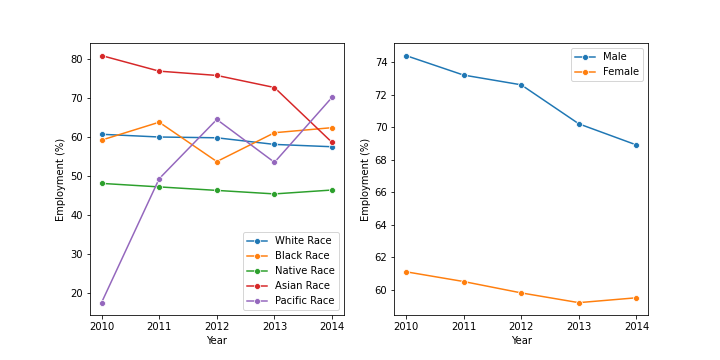 80
70
60
50
40
30
20
Employment (%)
2010 2011 2012 2013 2014
Year
White Race
Black Race
Native Race
Asian Race
Pacific Race
74
72
70
68
66
64
62
60
Employment (%)
2010 2011 2012 2013 2014
Year
Male
Female